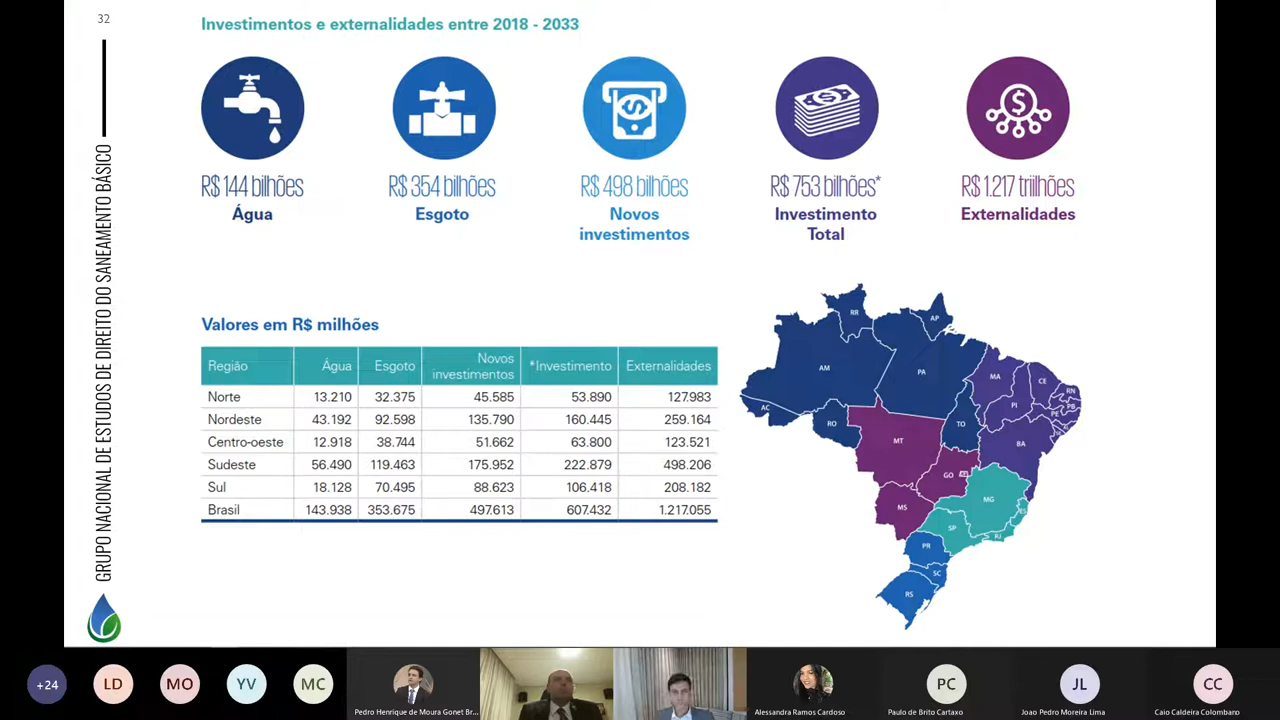 32
Investimentos e externalidades entre 2018 - 2033
GRUPO NACIONAL DE ESTUDOS DE DIREITO DO SANEAMENTO BÁSICO
R$ 144 bilhões
Água
R$ 354 bilhões
Esgoto
R$ 498 bilhões
Novos
investimentos
R$ 753 bilhões*
Investimento
Total
R$ 1.217 triilhões
Externalidades
Valores em R$ milhões
Região Água Esgoto Novos investimentos *Investimento Externalidades
Norte 13.210 32.375 45.585 53.890 127.983
Nordeste 43.192 92.598 135.790 160.445 259.164
Centro-oeste 12.918 38.744 51.662 63.800 123.521
Sudeste 56.490 119.463 175.952 222.879 498.206
Sul 18.128 70.495 88.623 106.418 208.182
Brasil 143.938 353.675 497.613 607.432 1.217.055
RR
AP
AM
PA
MA
CE
RN
PB
PI
PE
AC
RO
TO
BA
MT
GO
MG
ES
MS
SP
RJ
PR
SC
RS
+24
LD
MO
YV
MC
Pedro Henrique de Moura Gonet Br...
Alessandra Ramos Cardoso
PC
Paulo de Brito Cartaxo
JL
Joao Pedro Moreira Lima
CC
Caio Caldeira Colombano